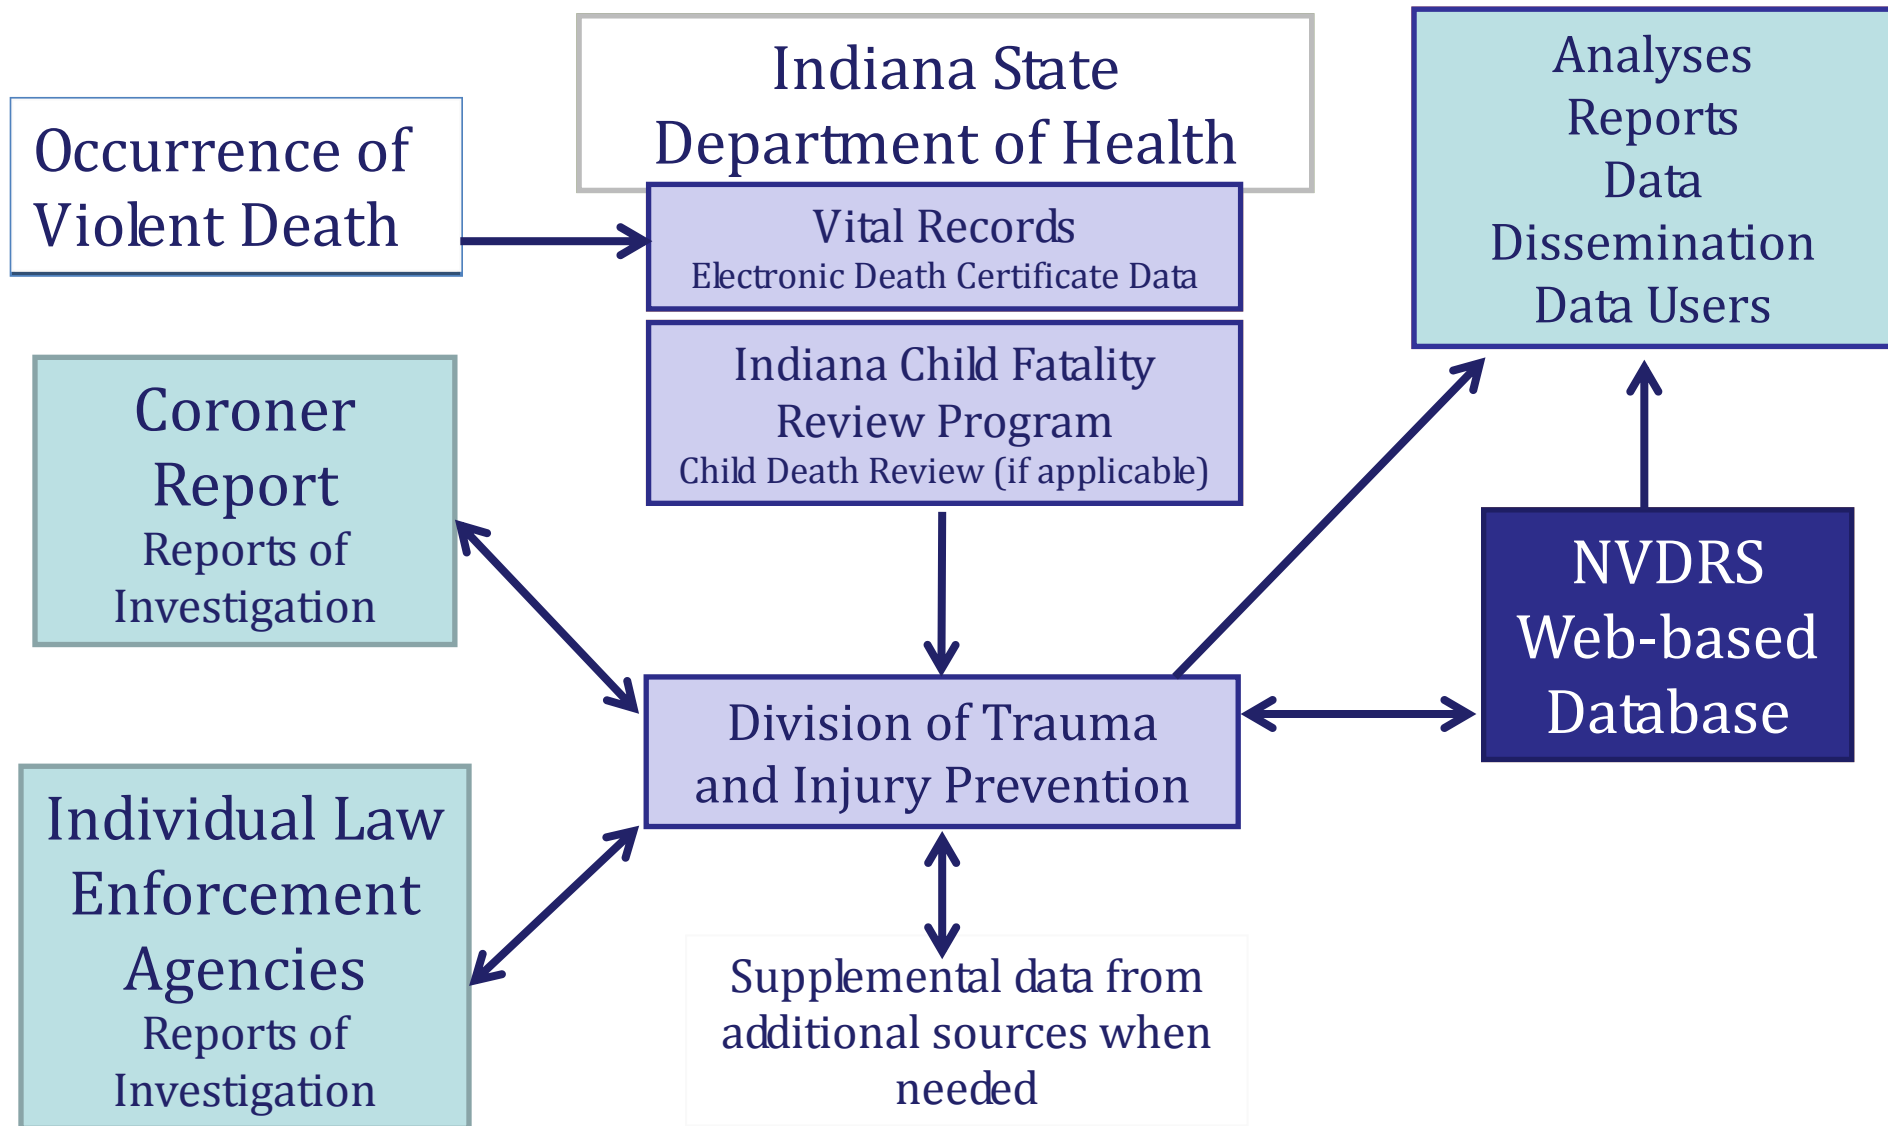 Indiana State
Department of Health
Occurrence of
Violent Death
Vital Records
Electronic Death Certificate Data
Indiana Child Fatality
Review Program
Child Death Review (if applicable)
Analyses
Reports
Data
Dissemination
Data Users
Coroner
Report
Reports of
Investigation
NVDRS
Web-based
Database
Division of Trauma
and Injury Prevention
Individual Law
Enforcement
Agencies
Reports of
Investigation
Supplemental data from
additional sources when
needed